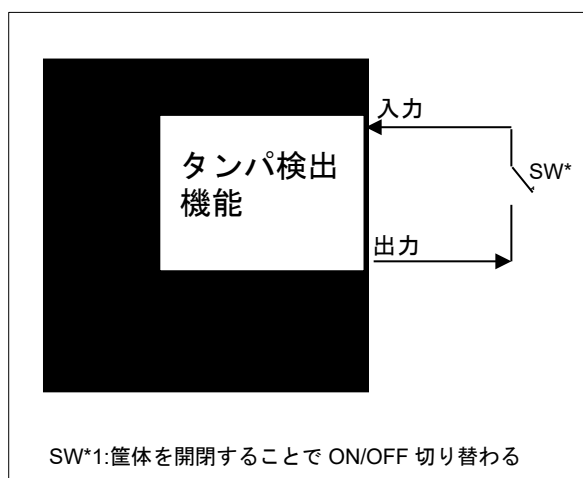 入力
タンパ検出
機能
SW*
出力
SW*1:筐体を開閉することで ON/OFF 切り替わる